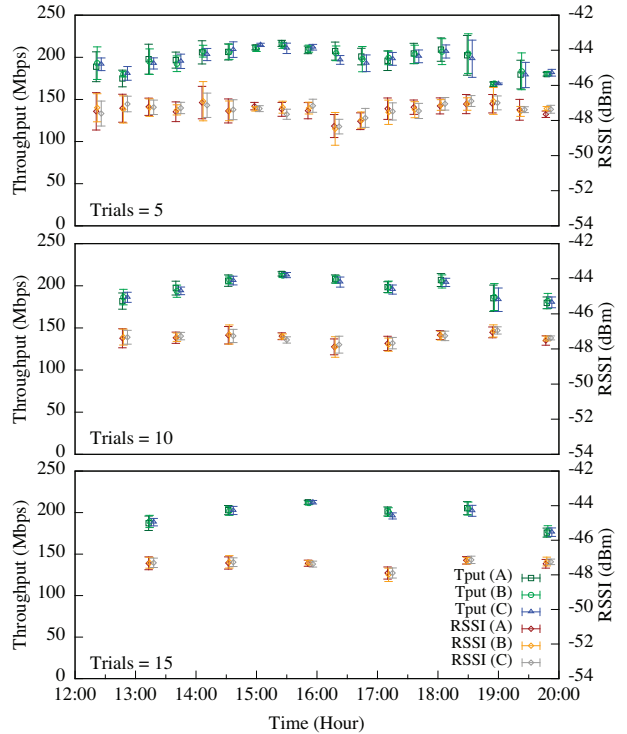 250
200
150
100
50
0
Throughput (Mbps)
-42
-44
-46
-48
-50
-52
-54
RSSI (dBm)
Trials = 5
250
200
150
100
50
0
Throughput (Mbps)
-42
-44
-46
-48
-50
-52
-54
RSSI (dBm)
Trials = 10
250
200
150
100
50
0
Throughput (Mbps)
-42
-44
-46
-48
-50
-52
-54
RSSI (dBm)
Tput (A)
Tput (B)
Tput (C)
RSSI (A)
RSSI (B)
RSSI (C)
Trials = 15
12:00 13:00 14:00 15:00 16:00 17:00 18:00 19:00 20:00
Time (Hour)